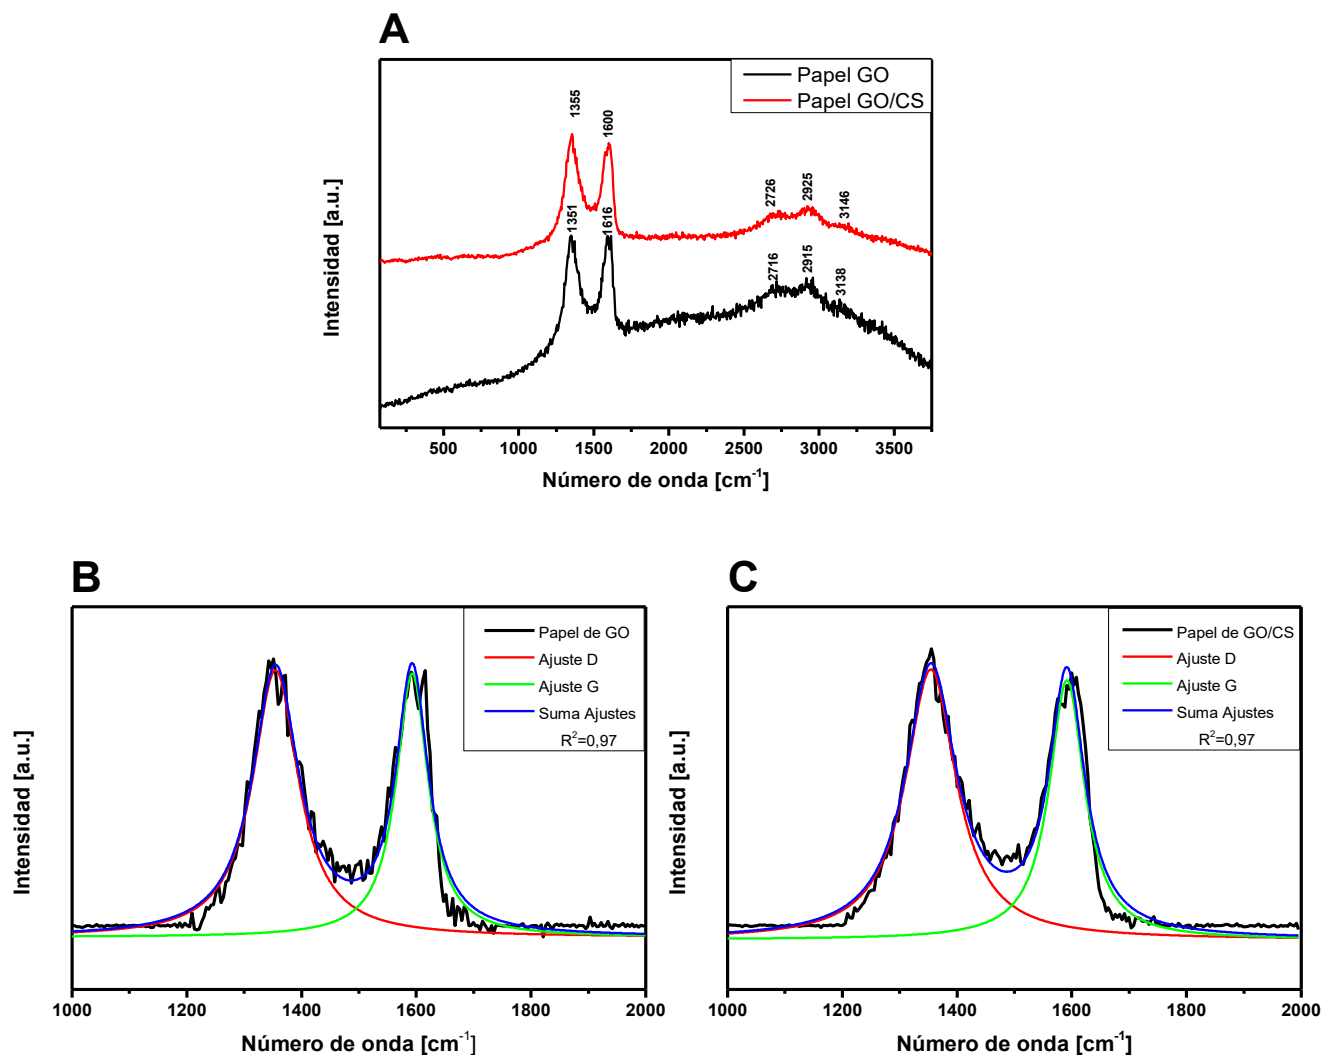 A
Papel GO
Papel GO/CS
1355
1600
1351
1616
2726
2925
3146
2716
2915
3138
Intensidad [a.u.]
500 1000 1500 2000 2500 3000 3500
Número de onda [cm⁻¹]
B
Papel de GO
Ajuste D
Ajuste G
Suma Ajustes
R²=0,97
Intensidad [a.u.]
1000 1200 1400 1600 1800 2000
Número de onda [cm⁻¹]
C
Papel de GO/CS
Ajuste D
Ajuste G
Suma Ajustes
R²=0,97
Intensidad [a.u.]
1000 1200 1400 1600 1800 2000
Número de onda [cm⁻¹]